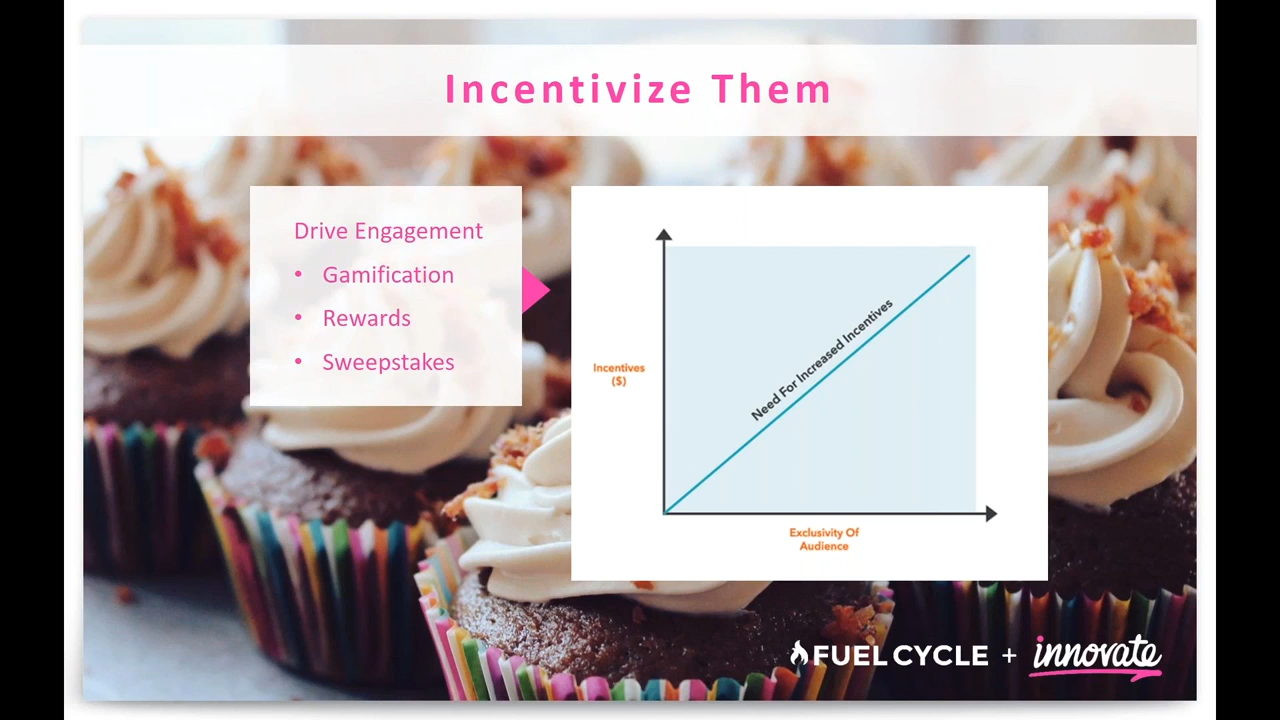 Incentivize Them
Drive Engagement
• Gamification
• Rewards
• Sweepstakes
Need For Increased Incentives
Incentives
($)
Exclusivity Of
Audience
FUEL CYCLE + innovate